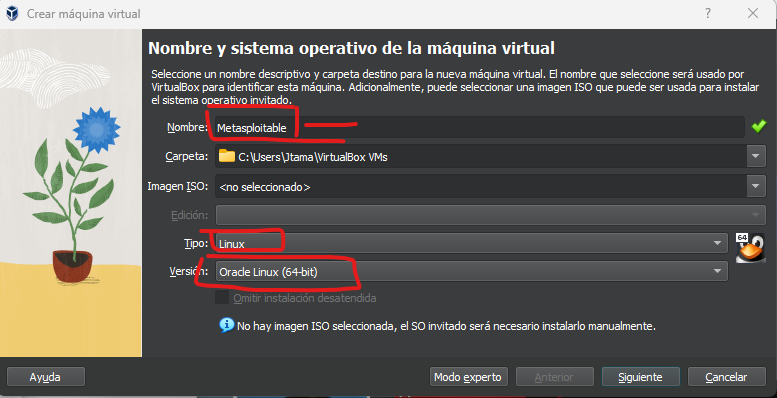 Crear máquina virtual
?
Nombre y sistema operativo de la máquina virtual
Seleccione un nombre descriptivo y carpeta destino para la nueva máquina virtual. El nombre que seleccione será usado por
VirtualBox para identificar esta máquina. Adicionalmente, puede seleccionar una imagen ISO que puede ser usada para instalar
el sistema operativo invitado.
Nombre: Metasploitable
Carpeta: C:\Users\Jtama\VirtualBox VMs
Imagen ISO: <no seleccionado>
Edición:
Tipo: Linux
64
Versión: Oracle Linux (64-bit)
Omitir instalación desatendida
No hay imagen ISO seleccionada, el SO invitado será necesario instalarlo manualmente.
Ayuda Modo experto Anterior Siguiente Cancelar